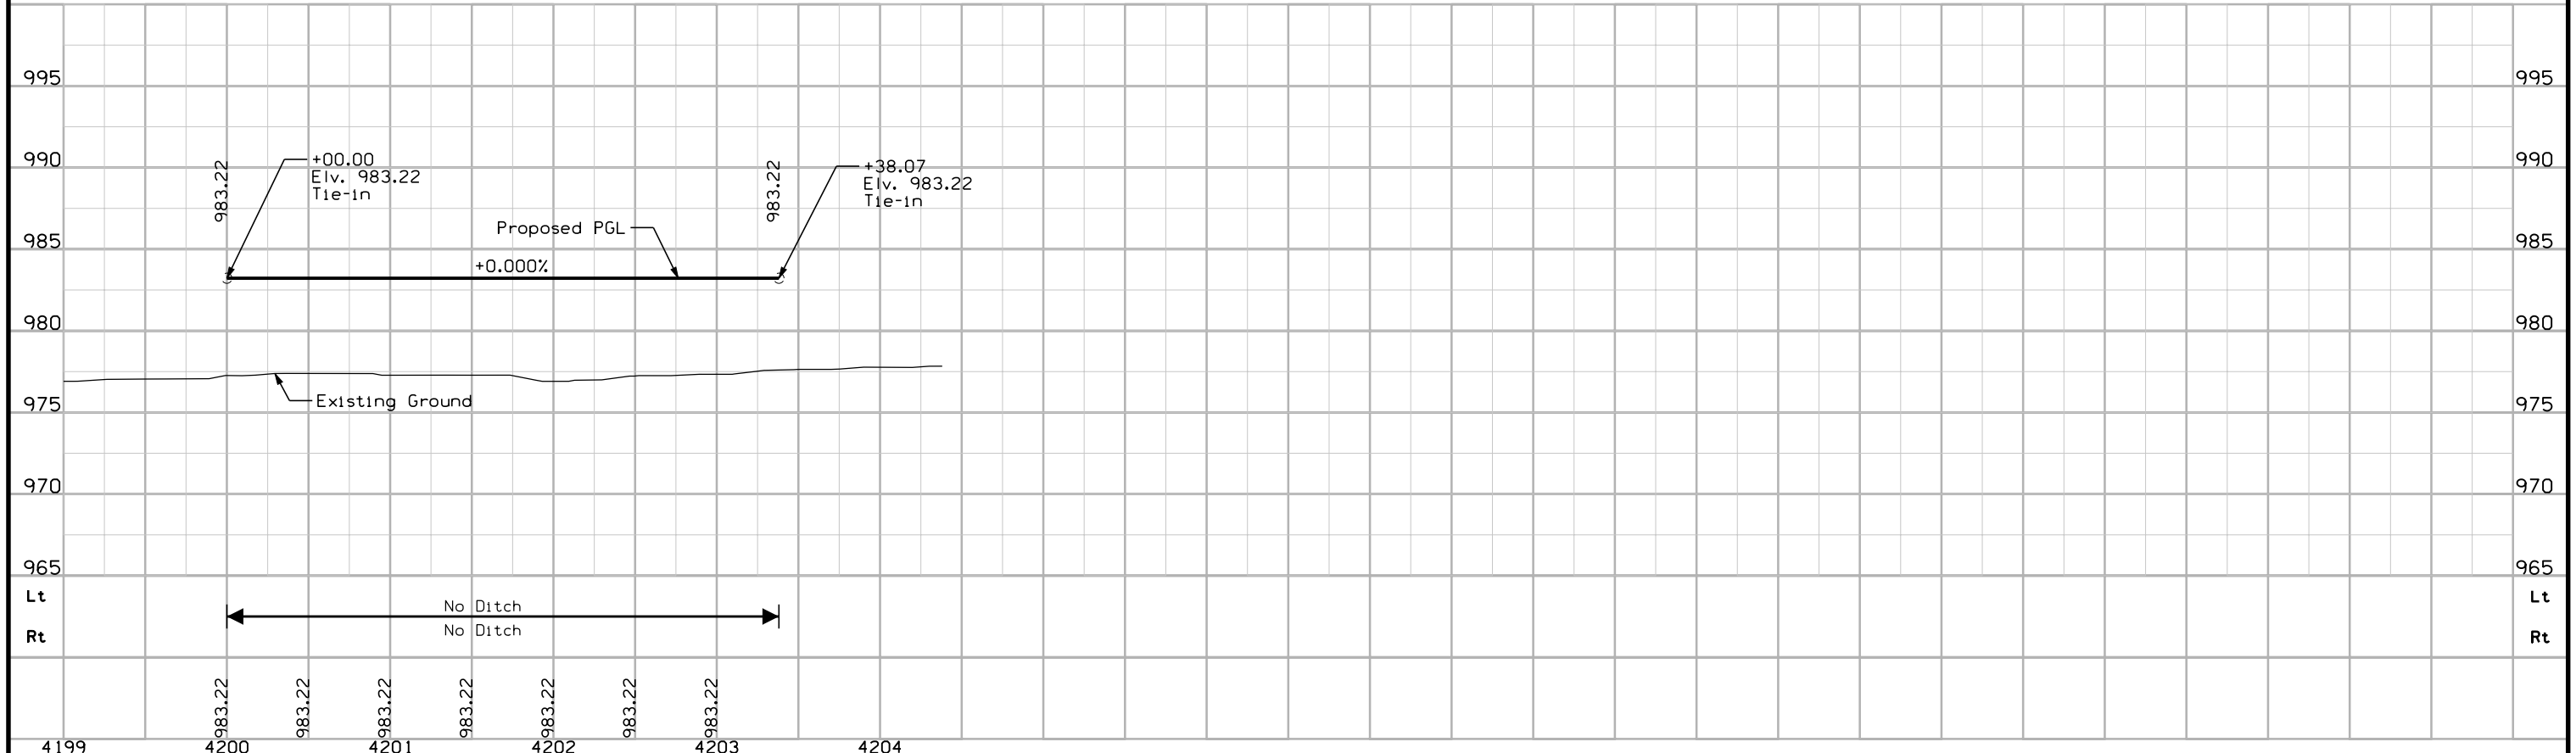 995 995
990 990
983.22
+00.00
Elv. 983.22
Tie-in
983.22
+38.07
Elv. 983.22
Tie-in
Proposed PGL
985 985
+0.000%
980 980
Existing Ground
975 975
970 970
965 965
Lt No Ditch Lt
Rt No Ditch Rt
983.22 983.22 983.22 983.22 983.22 983.22 983.22
4199 4200 4201 4202 4203 4204